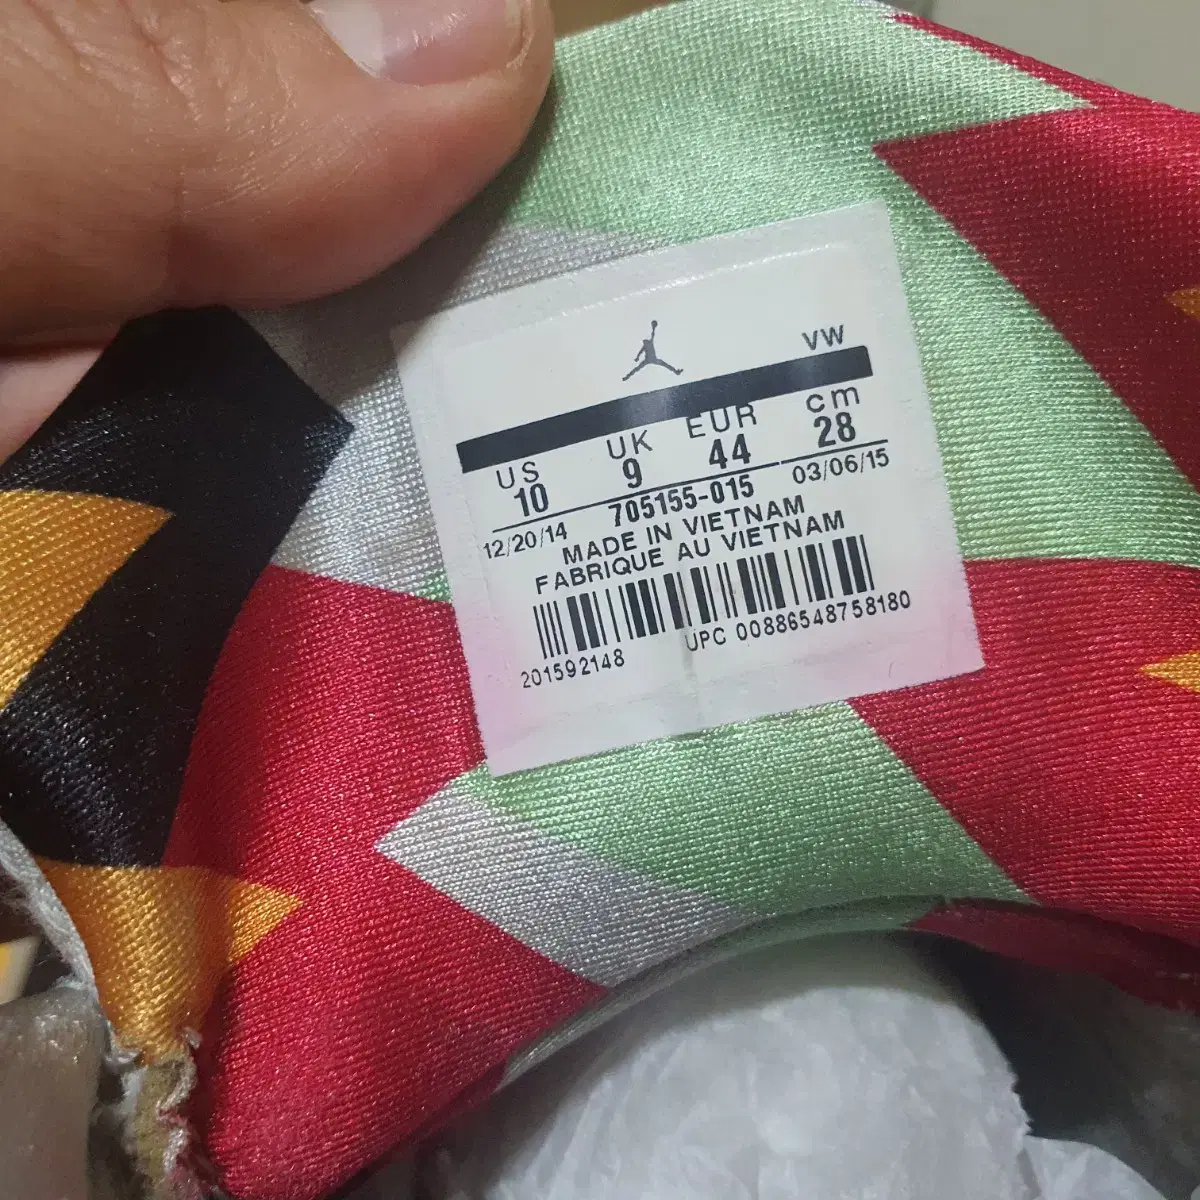 VW
US UK EUR cm
10 9 44 28
12/20/14 705155-015 03/06/15
MADE IN VIETNAM
FABRIQUE AU VIETNAM
201592148 UPC 00886548758180